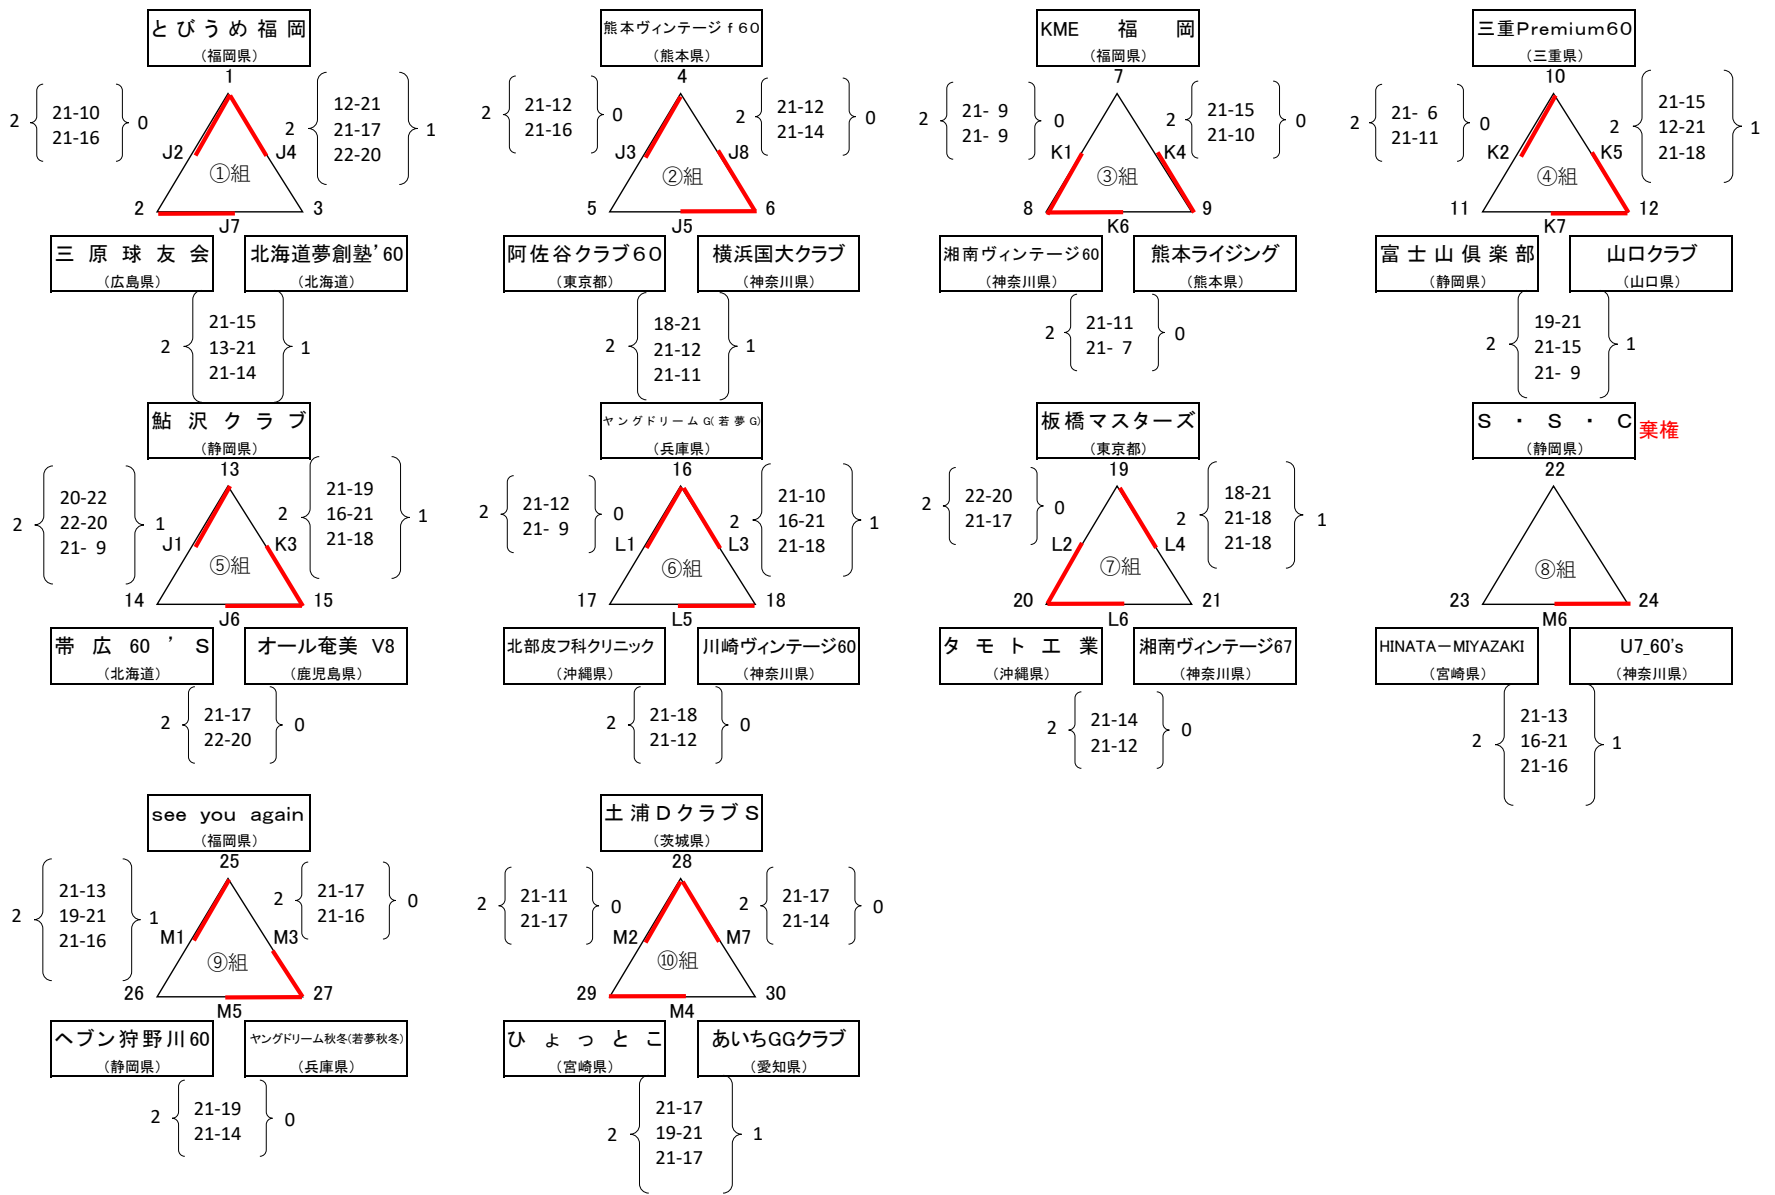 とびうめ福岡
（福岡県）
1
2 21-10 0
21-16
2 12-21 1
21-17
22-20
J2 J4
①組
2 3
J7
三原球友会
（広島県）
北海道夢創塾’60
（北海道）
2 21-15 1
13-21
21-14
熊本ヴィンテージｆ60
（熊本県）
4
2 21-12 0
21-16
2 21-12 0
21-14
J3 J8
②組
5 6
J5
阿佐谷クラブ60
（東京都）
横浜国大クラブ
（神奈川県）
2 18-21 1
21-12
21-11
KME 福岡
（福岡県）
7
2 21- 9 0
21- 9
2 21-15 0
21-10
K1 K4
③組
8 9
K6
湘南ヴィンテージ60
（神奈川県）
熊本ライジング
（熊本県）
2 21-11 0
21- 7
三重Premium60
（三重県）
10
2 21- 6 0
21-11
2 21-15 1
12-21
21-18
K2 K5
④組
11 12
K7
富士山倶楽部
（静岡県）
山口クラブ
（山口県）
2 19-21 1
21-15
21- 9
鮎沢クラブ
（静岡県）
13
2 20-22 1
22-20
21- 9
2 21-19 1
16-21
21-18
J1 K3
⑤組
14 15
J6
帯広60’S
（北海道）
オール奄美 V8
（鹿児島県）
2 21-17 0
22-20
ヤングドリームG(若夢G)
（兵庫県）
16
2 21-12 0
21- 9
2 21-10 1
16-21
21-18
L1 L3
⑥組
17 18
L5
北部皮フ科クリニック
（沖縄県）
川崎ヴィンテージ60
（神奈川県）
2 21-18 0
21-12
板橋マスターズ
（東京都）
19
2 22-20 0
21-17
2 18-21 1
21-18
21-18
L2 L4
⑦組
20 21
L6
タモト工業
（沖縄県）
湘南ヴィンテージ67
（神奈川県）
2 21-14 0
21-12
S・S・C 棄権
（静岡県）
22
⑧組
23 24
M6
HINATA－MIYAZAKI
（宮崎県）
U7_60's
（神奈川県）
2 21-13 1
16-21
21-16
see you again
（福岡県）
25
2 21-13 1
19-21
21-16
2 21-17 0
21-16
M1 M3
⑨組
26 27
M5
ヘブン狩野川60
（静岡県）
ヤングドリーム秋冬(若夢秋冬)
（兵庫県）
2 21-19 0
21-14
土浦DクラブS
（茨城県）
28
2 21-11 0
21-17
2 21-17 0
21-14
M2 M7
⑩組
29 30
M4
ひょっとこ
（宮崎県）
あいちGGクラブ
（愛知県）
2 21-17 1
19-21
21-17